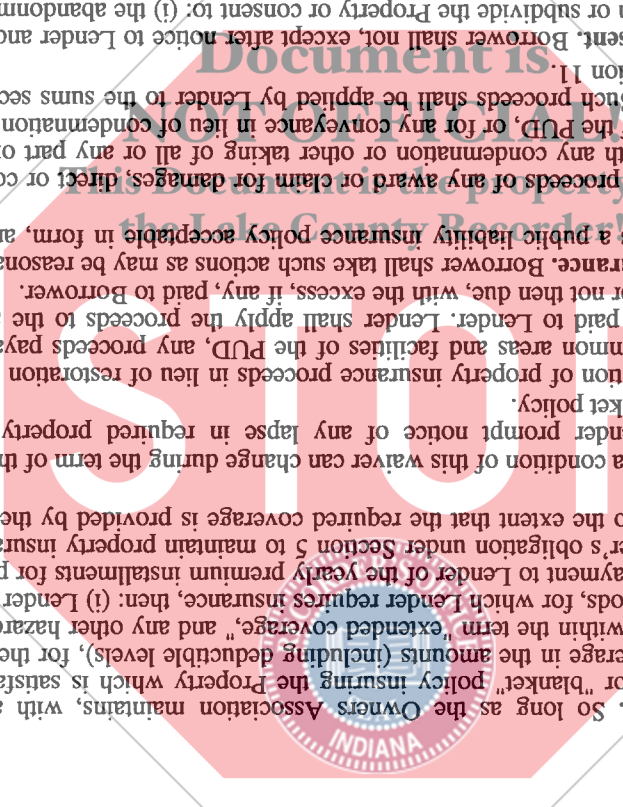 . So long as the Owners Association maintains, with a
or "blanket" policy insuring the Property which is satisfa
erage in the amounts (including deductible levels), for the
within the term "extended coverage," and any other hazar
ods, for which Lender requires insurance, then: (i) Lender
ayment to Lender of the yearly premium installments for p
er's obligation under Section 5 to maintain property insura
o the extent that the required coverage is provided by the
a condition of this waiver can change during the term of th
nder prompt notice of any lapse in required property
ket policy.
tion of property insurance proceeds in lieu of restoration
mmon areas and facilities of the PUD, any proceeds paya
paid to Lender. Lender shall apply the proceeds to the
r not then due, with the excess, if any, paid to Borrower.
rance. Borrower shall take such actions as may be reasona
s a public liability insurance policy acceptable in form, am
proceeds of any award or claim for damages, direct or co
th any condemnation or other taking of all or any part o
f the PUD, or for any conveyance in lieu of condemnation
uch proceeds shall be applied by Lender to the sums sec
ion 11.
sent. Borrower shall not, except after notice to Lender and
n or subdivide the Property or consent to: (i) the abandonm
Document is
NOT OFFICIAL!
This Document is the property
the Lake County Recorder!
STO
INDIANA